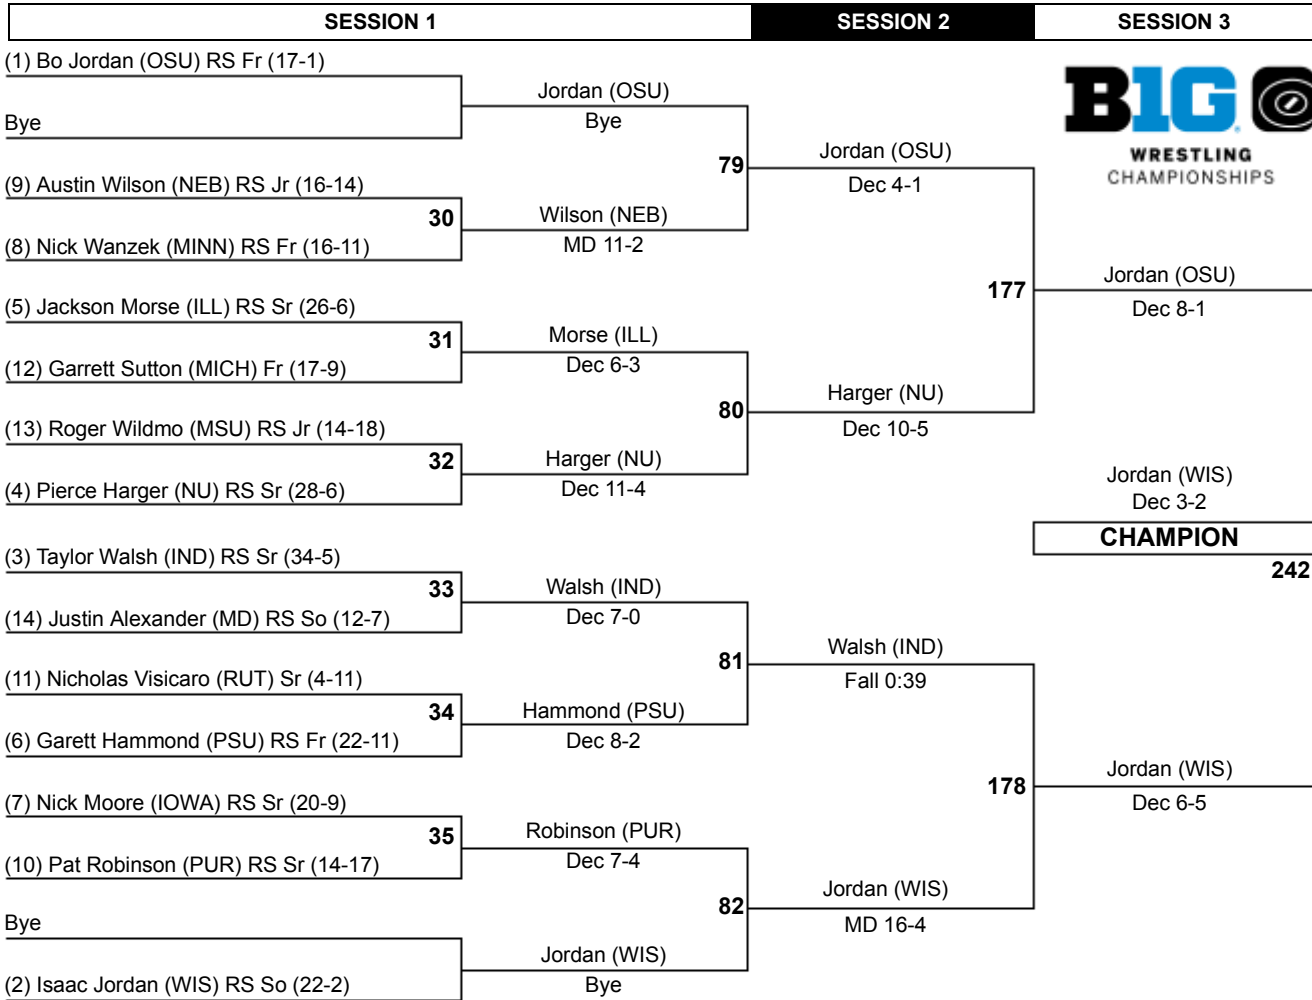 SESSION 1
SESSION 2
SESSION 3
(1) Bo Jordan (OSU) RS Fr (17-1)
Bye
(9) Austin Wilson (NEB) RS Jr (16-14)
30
(8) Nick Wanzek (MINN) RS Fr (16-11)
(5) Jackson Morse (ILL) RS Sr (26-6)
31
(12) Garrett Sutton (MICH) Fr (17-9)
(13) Roger Wildmo (MSU) RS Jr (14-18)
32
(4) Pierce Harger (NU) RS Sr (28-6)
(3) Taylor Walsh (IND) RS Sr (34-5)
33
(14) Justin Alexander (MD) RS So (12-7)
(11) Nicholas Visicaro (RUT) Sr (4-11)
34
(6) Garett Hammond (PSU) RS Fr (22-11)
(7) Nick Moore (IOWA) RS Sr (20-9)
35
(10) Pat Robinson (PUR) RS Sr (14-17)
Bye
(2) Isaac Jordan (WIS) RS So (22-2)
Jordan (OSU)
Bye
79
Wilson (NEB)
MD 11-2
Morse (ILL)
Dec 6-3
80
Harger (NU)
Dec 11-4
Walsh (IND)
Dec 7-0
81
Hammond (PSU)
Dec 8-2
Robinson (PUR)
Dec 7-4
82
Jordan (WIS)
Bye
Jordan (OSU)
Dec 4-1
177
Harger (NU)
Dec 10-5
Walsh (IND)
Fall 0:39
178
Jordan (WIS)
MD 16-4
B1G
WRESTLING
CHAMPIONSHIPS
Jordan (OSU)
Dec 8-1
Jordan (WIS)
Dec 3-2
CHAMPION
242
Jordan (WIS)
Dec 6-5